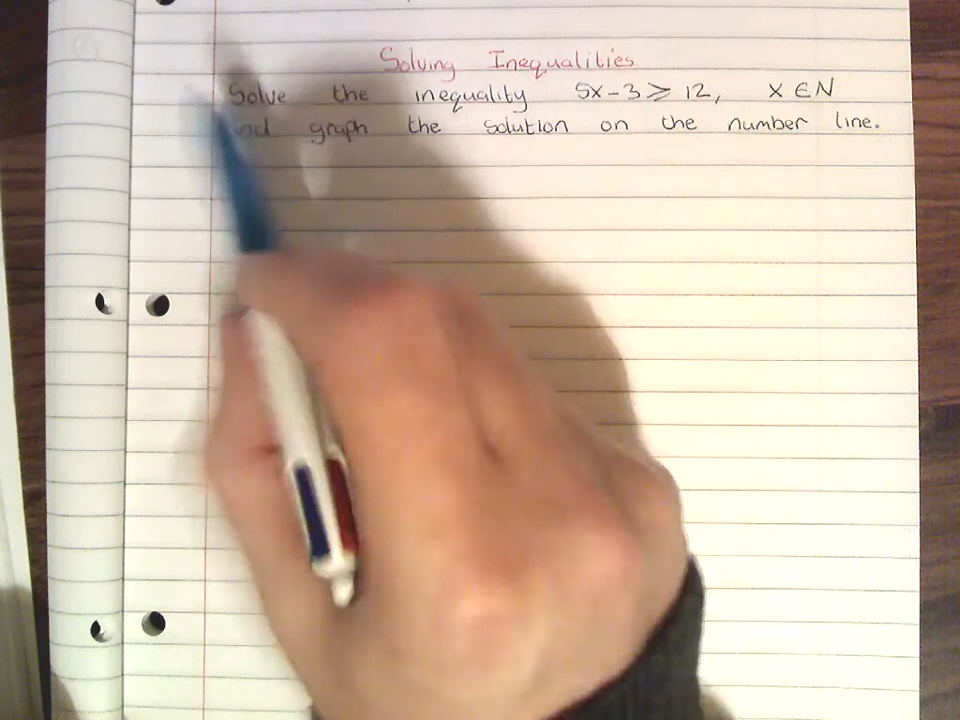 Solving Inequalities
Solve the inequality 5x-3≥12, x∈N
graph the solution on the number line.